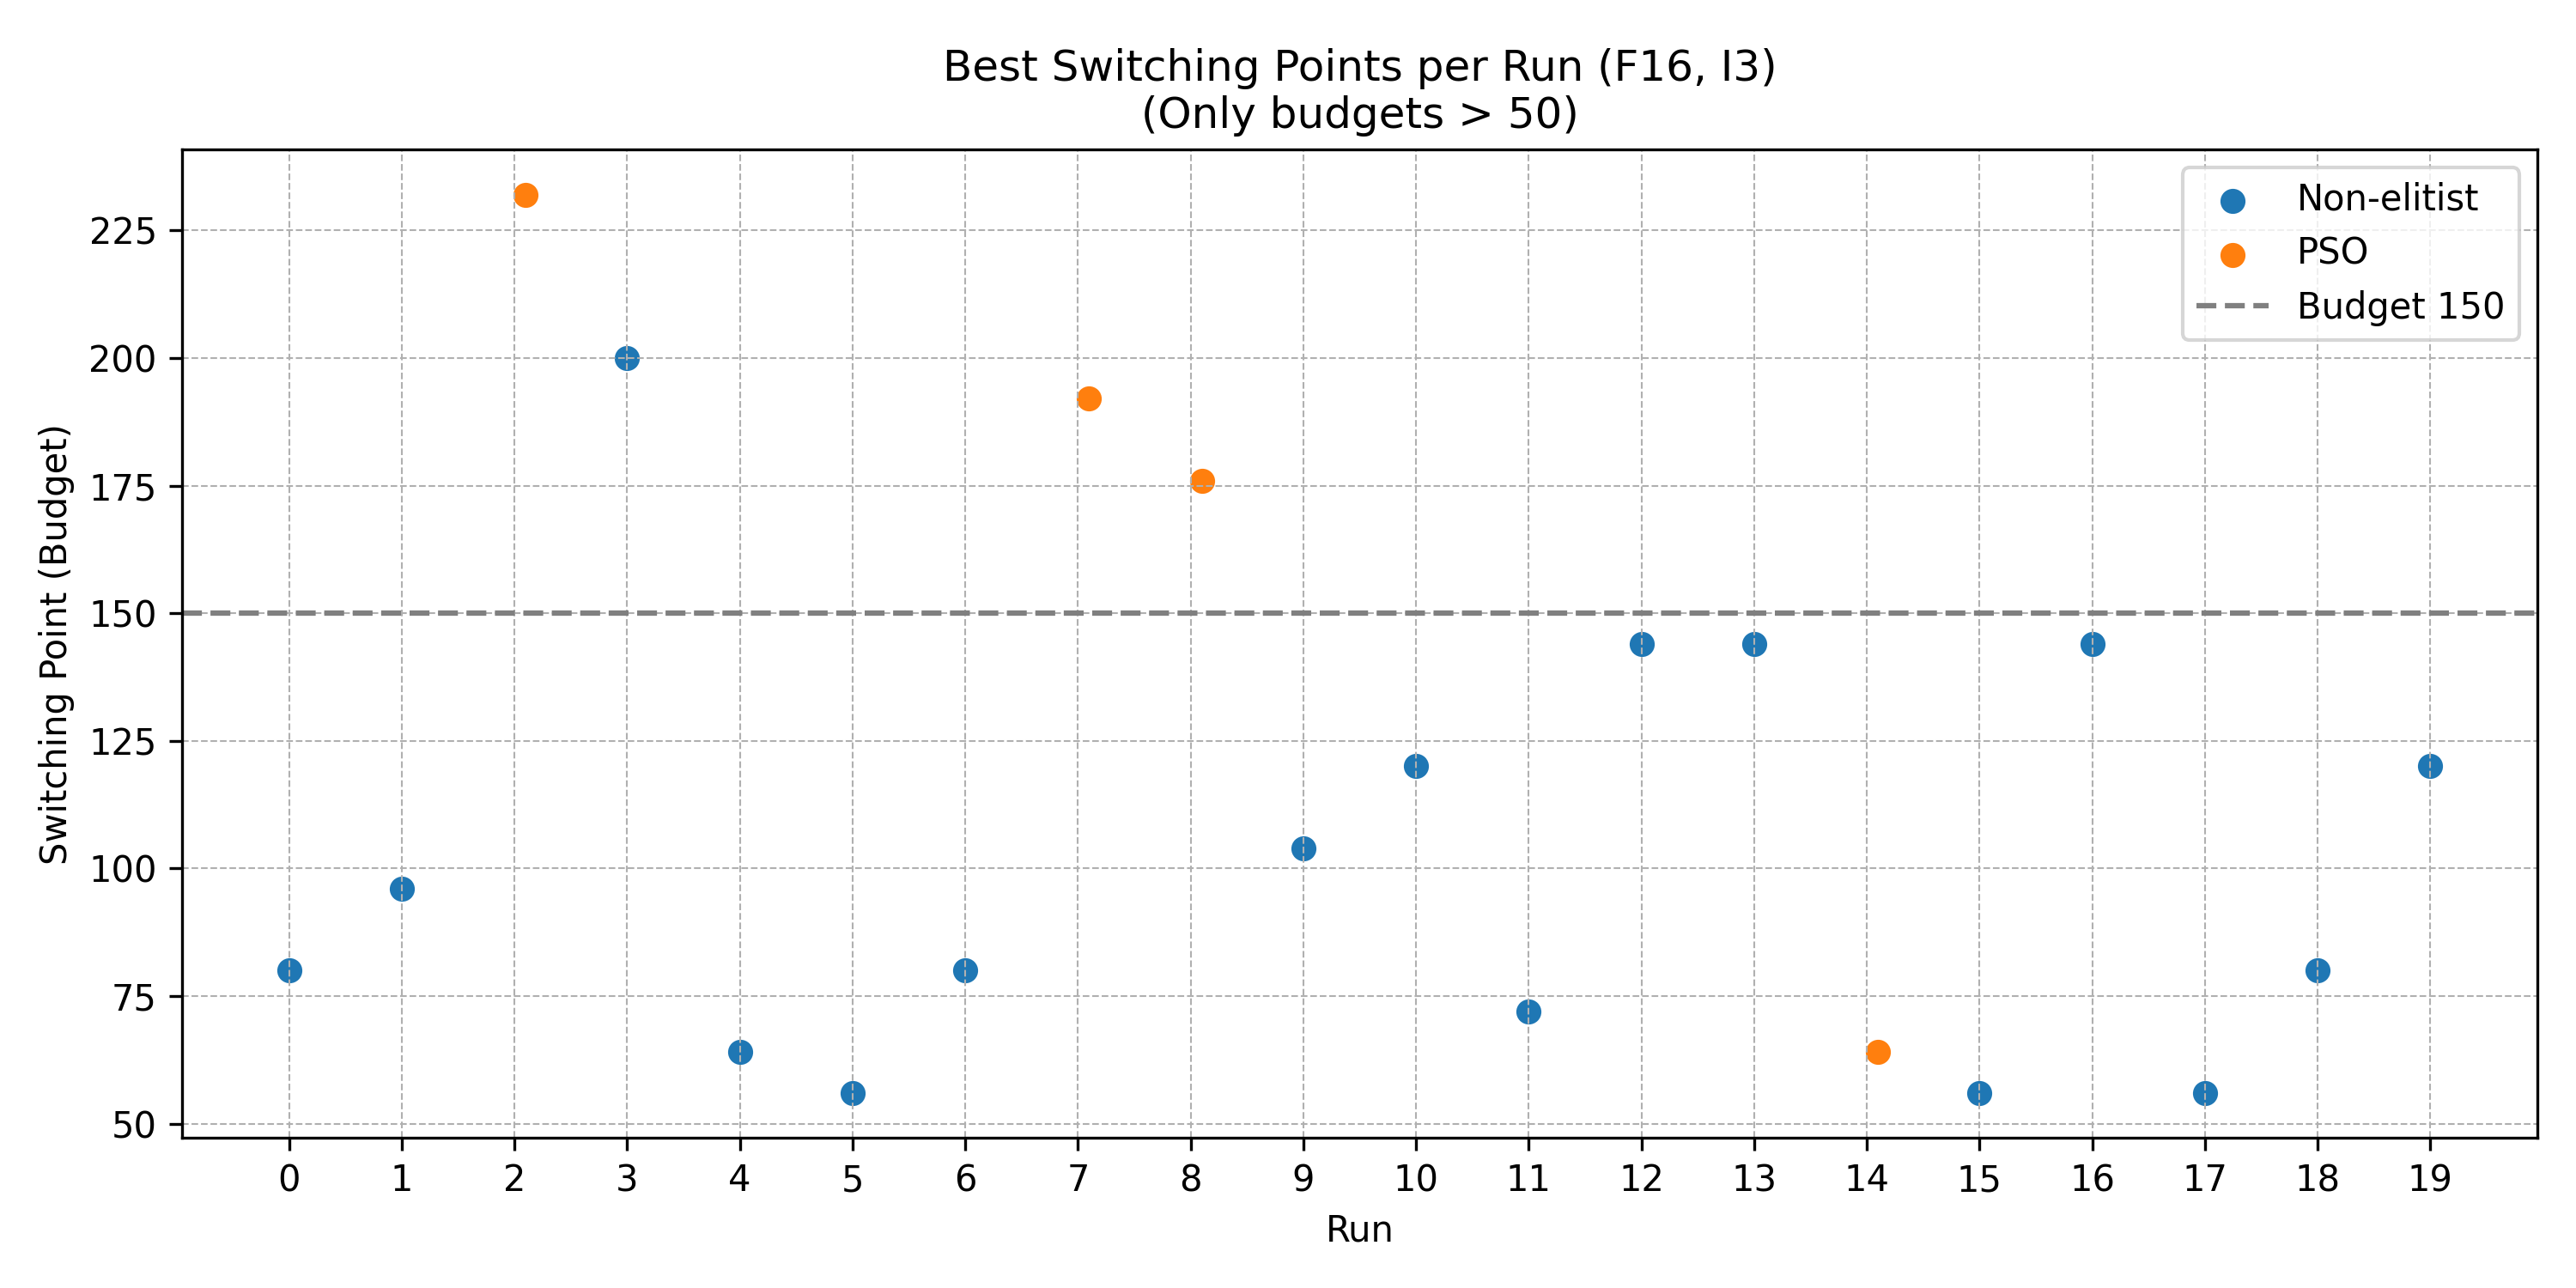 Best Switching Points per Run (F16, I3)
(Only budgets > 50)
Non-elitist
PSO
Budget 150
Switching Point (Budget)
225
200
175
150
125
100
75
50
0 1 2 3 4 5 6 7 8 9 10 11 12 13 14 15 16 17 18 19
Run